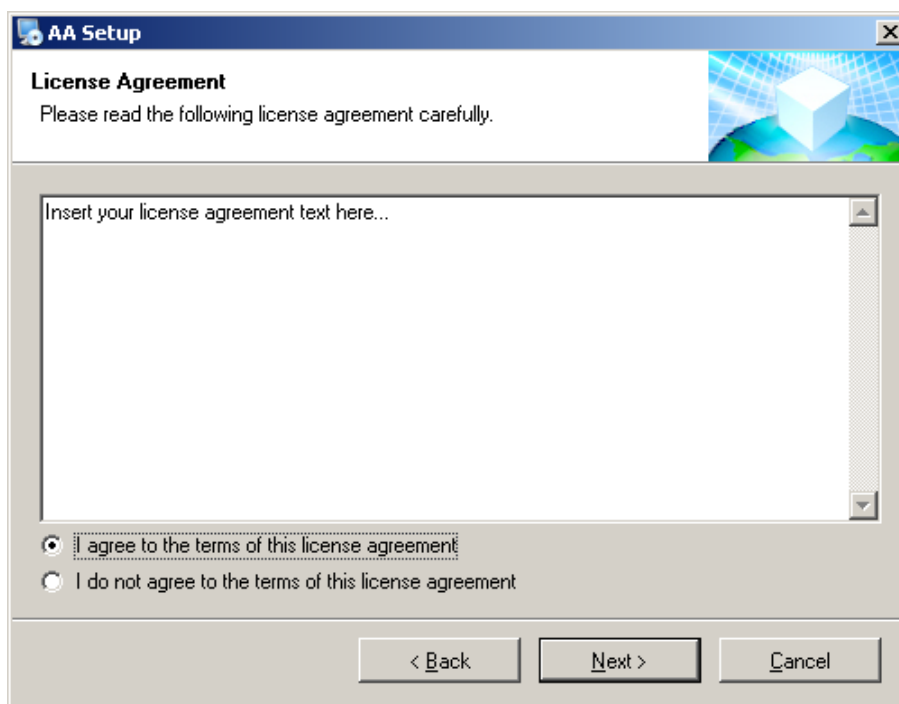 AA Setup
License Agreement
Please read the following license agreement carefully.
Insert your license agreement text here...
I agree to the terms of this license agreement
I do not agree to the terms of this license agreement
< Back
Next >
Cancel